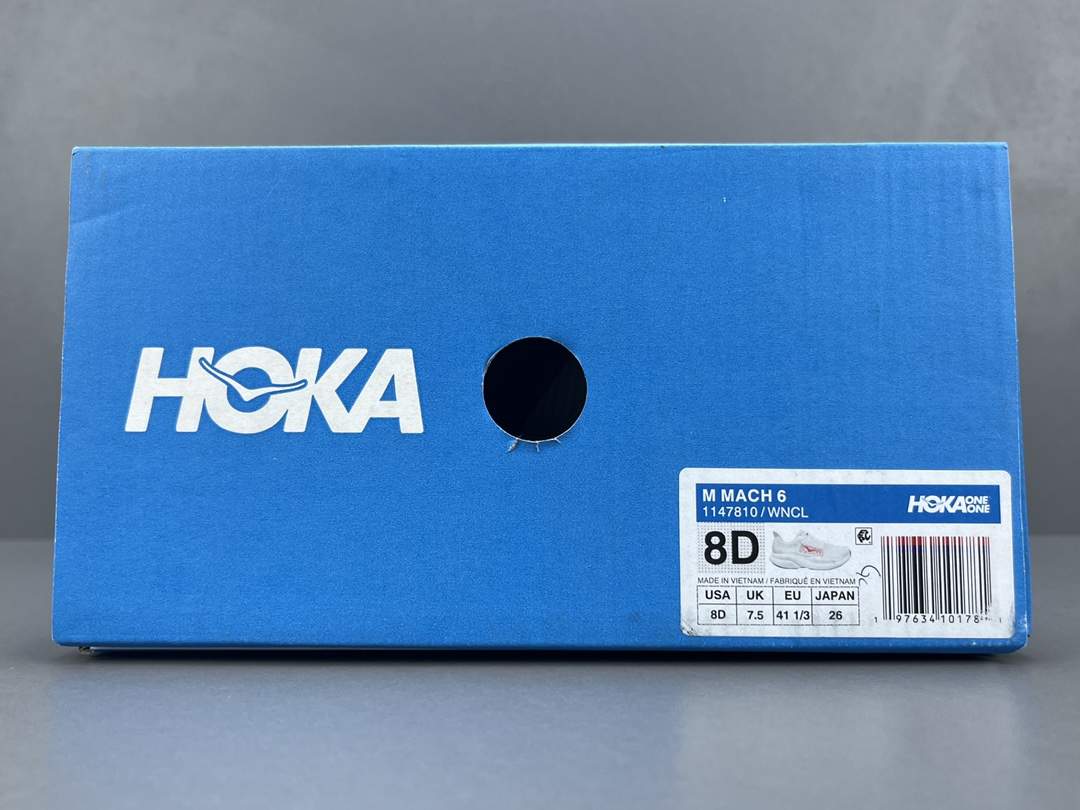 HOKA
M MACH 6
1147810 / WNCL
HOKA ONE ONE
8D
MADE IN VIETNAM / FABRIQUÉ EN VIETNAM
USA UK EU JAPAN
8D 7.5 41 1/3 26
1 97634 10178